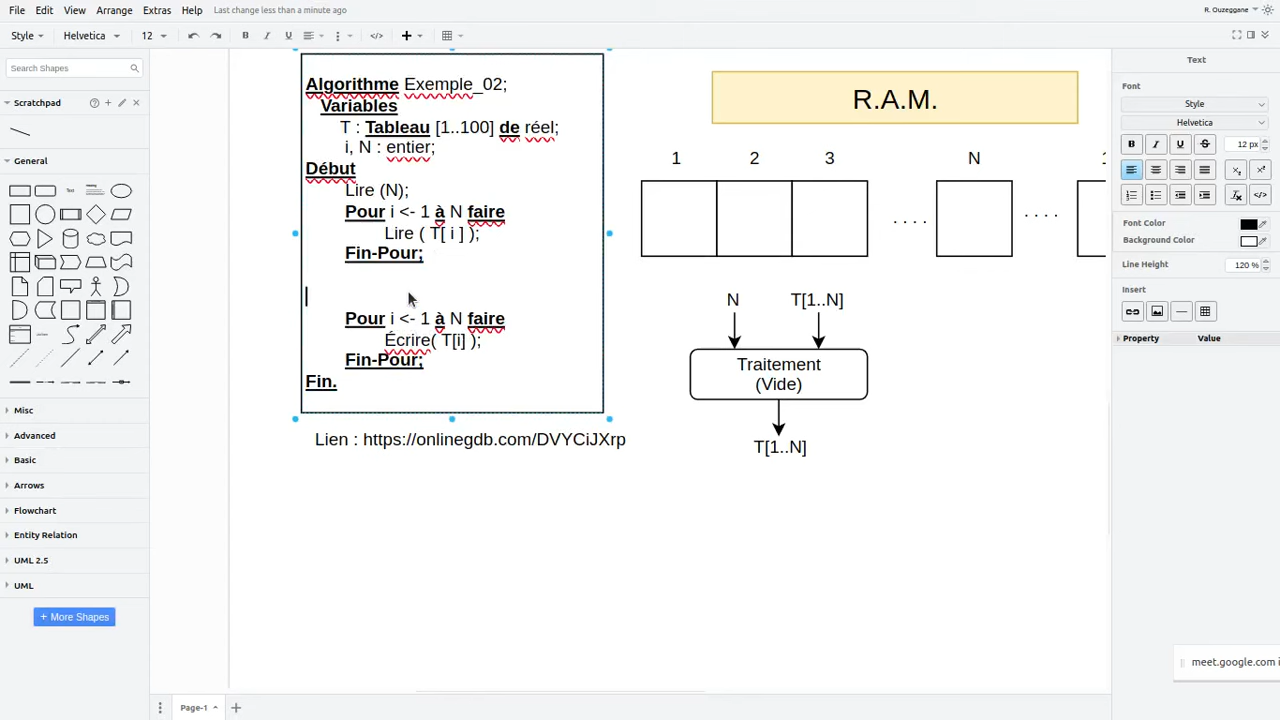 File Edit View Arrange Extras Help Last change less than a minute ago
R. Ouzeggane
Style Helvetica 12
Search Shapes
Scratchpad
General
Text
Misc
Advanced
Basic
Arrows
Flowchart
Entity Relation
UML 2.5
UML
+ More Shapes
Algorithme Exemple_02;
Variables
T : Tableau [1..100] de réel;
i, N : entier;
Début
Lire (N);
Pour i <- 1 à N faire
Lire ( T[ i ] );
Fin-Pour;
Pour i <- 1 à N faire
Écrire( T[i] );
Fin-Pour;
Fin.
Lien : https://onlinegdb.com/DVYCiJXrp
R.A.M.
1 2 3 N 1
. . . . . . . .
N T[1..N]
Traitement
(Vide)
T[1..N]
Text
Font
Style
Helvetica
B I U S 12 px
Font Color
Background Color
Line Height 120 %
Insert
Property Value
meet.google.com i
Page-1